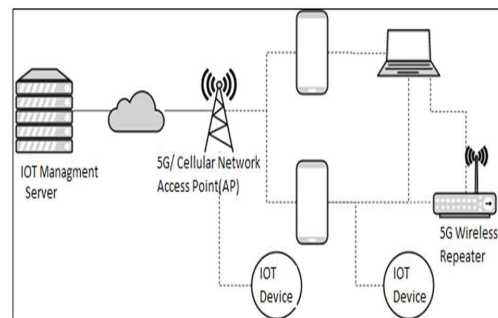 IOT Managment
Server
5G/ Cellular Network
Access Point(AP)
IOT
Device
IOT
Device
5G Wireless
Repeater